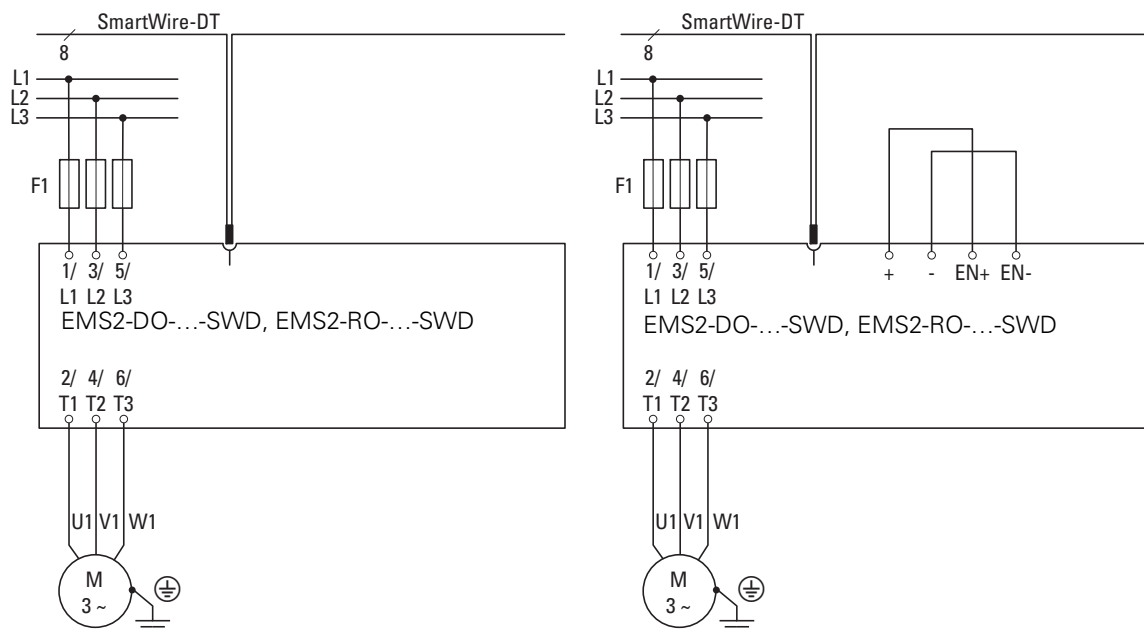 SmartWire-DT
8
L1
L2
L3
F1
1/ 3/ 5/
L1 L2 L3
EMS2-DO-...-SWD, EMS2-RO-...-SWD
2/ 4/ 6/
T1 T2 T3
U1 V1 W1
M
3 ~
SmartWire-DT
8
L1
L2
L3
F1
1/ 3/ 5/
L1 L2 L3
+ - EN+ EN-
EMS2-DO-...-SWD, EMS2-RO-...-SWD
2/ 4/ 6/
T1 T2 T3
U1 V1 W1
M
3 ~